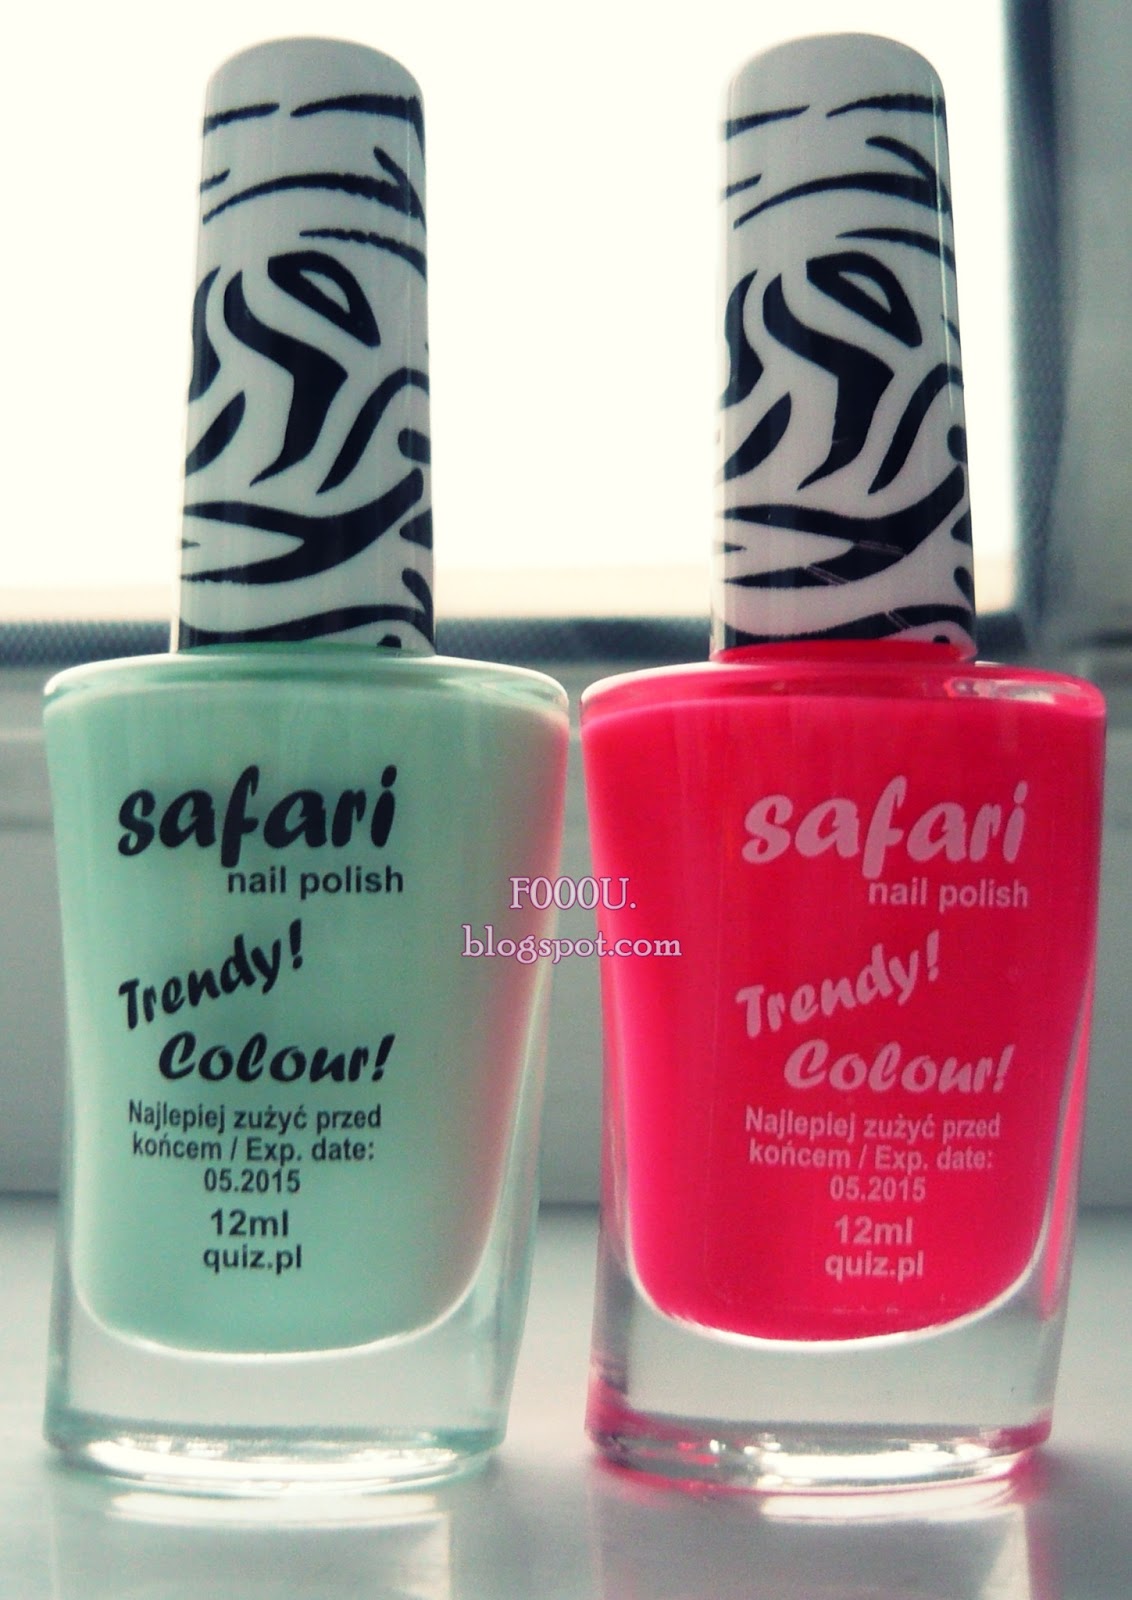 safari
nail polish
Trendy!
Colour!
Najlepiej zużyć przed
końcem / Exp. date:
05.2015
12ml
quiz.pl
safari
nail polish
Trendy!
Colour!
Najlepiej zużyć przed
końcem / Exp. date:
05.2015
12ml
quiz.pl
F000U.
blogspot.com